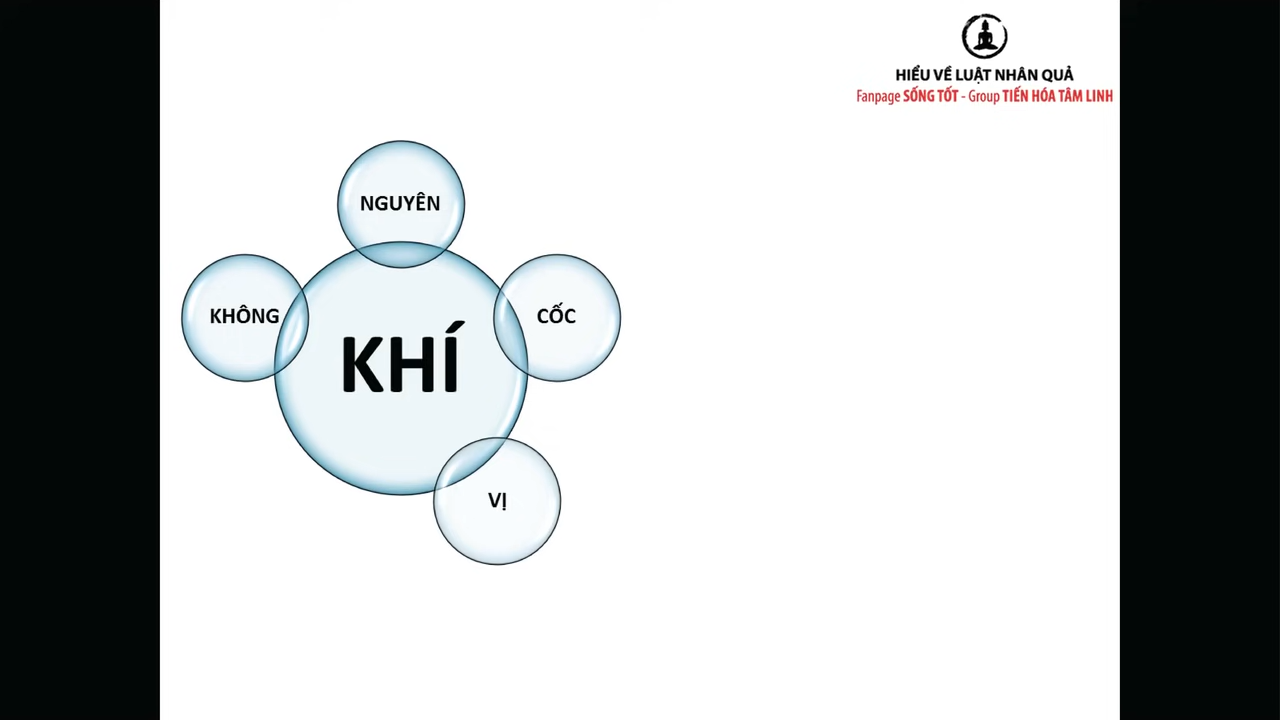 HIỂU VỀ LUẬT NHÂN QUẢ
Fanpage SỐNG TỐT - Group TIẾN HÓA TÂM LINH
NGUYÊN
KHÔNG
CỐC
KHÍ
VỊ